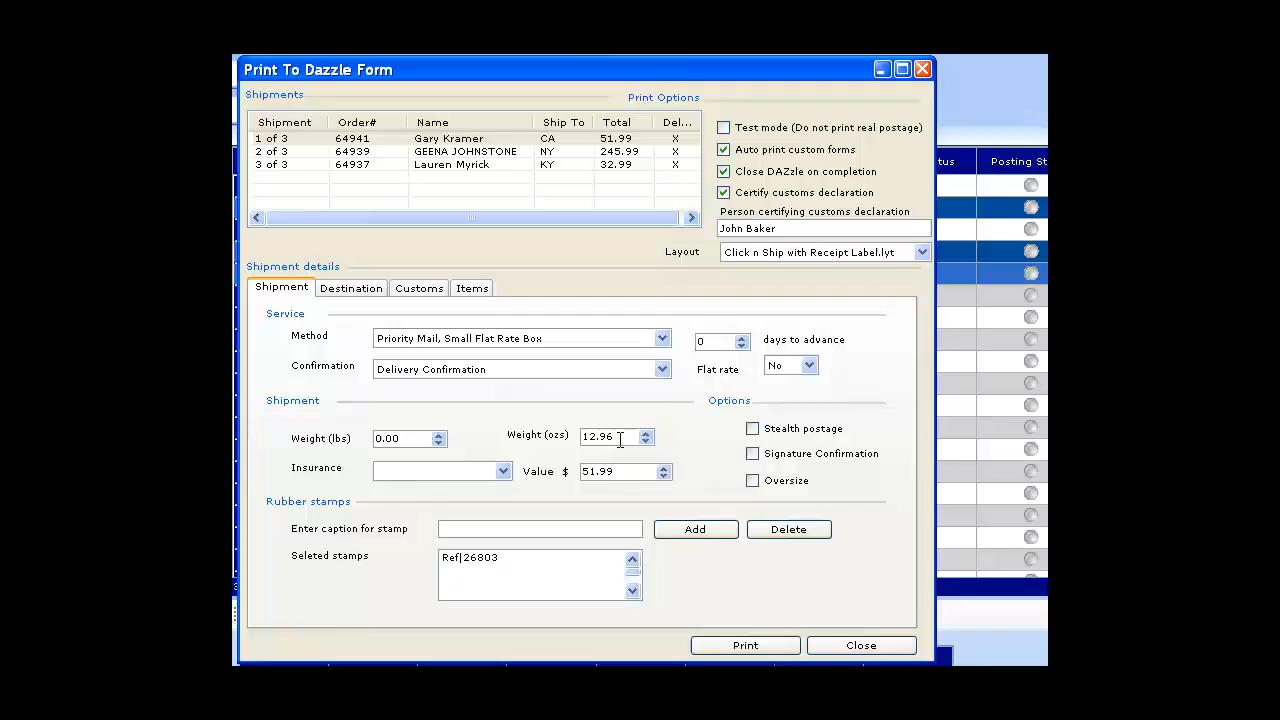 Print To Dazzle Form
Shipments
Print Options
Shipment Order# Name Ship To Total Del...
1 of 3 64941 Gary Kramer CA 51.99 X
2 of 3 64939 GEENA JOHNSTONE NY 245.99 X
3 of 3 64937 Lauren Myrick KY 32.99 X
Test mode (Do not print real postage)
Auto print custom forms
Close DAZzle on completion
Certify customs declaration
Person certifying customs declaration
John Baker
Layout Click n Ship with Receipt Label.lyt
tus Posting St
Shipment details
Shipment Destination Customs Items
Service
Method Priority Mail, Small Flat Rate Box 0 days to advance
Confirmation Delivery Confirmation Flat rate No
Shipment Options
Weight (lbs) 0.00 Weight (ozs) 12.96 Stealth postage
Signature Confirmation
Insurance Value $ 51.99 Oversize
Rubber stamps
Enter caption for stamp Add Delete
Seleted stamps Ref|26803
Print Close